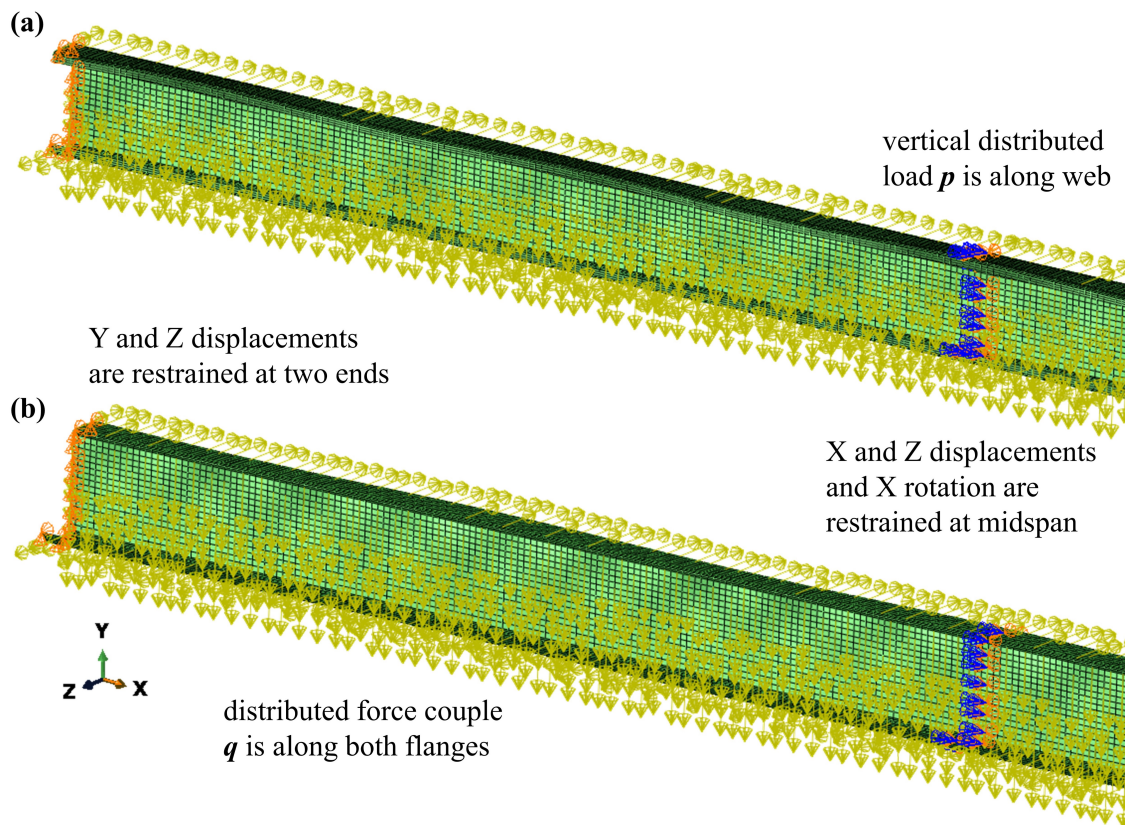 (a)
vertical distributed
load p is along web
Y and Z displacements
are restrained at two ends
(b)
X and Z displacements
and X rotation are
restrained at midspan
Y
Z
X
distributed force couple
q is along both flanges